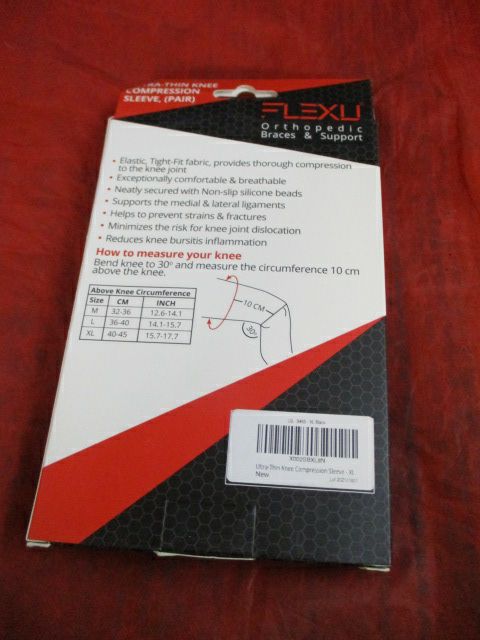 ULTRA-THIN KNEE
COMPRESSION
SLEEVE, (PAIR)
FLEXU
Orthopedic
Braces & Support
• Elastic, Tight-Fit fabric, provides thorough compression
to the knee joint
• Exceptionally comfortable & breathable
• Neatly secured with Non-slip silicone beads
• Supports the medial & lateral ligaments
• Helps to prevent strains & fractures
• Minimizes the risk for knee joint dislocation
• Reduces knee bursitis inflammation
How to measure your knee
Bend knee to 30º and measure the circumference 10 cm
above the knee.
Above Knee Circumference
Size CM INCH
M 32-36 12.6-14.1
L 36-40 14.1-15.7
XL 40-45 15.7-17.7
10 CM
30º
Ultra Thin Knee Compression Sleeve - XL
New